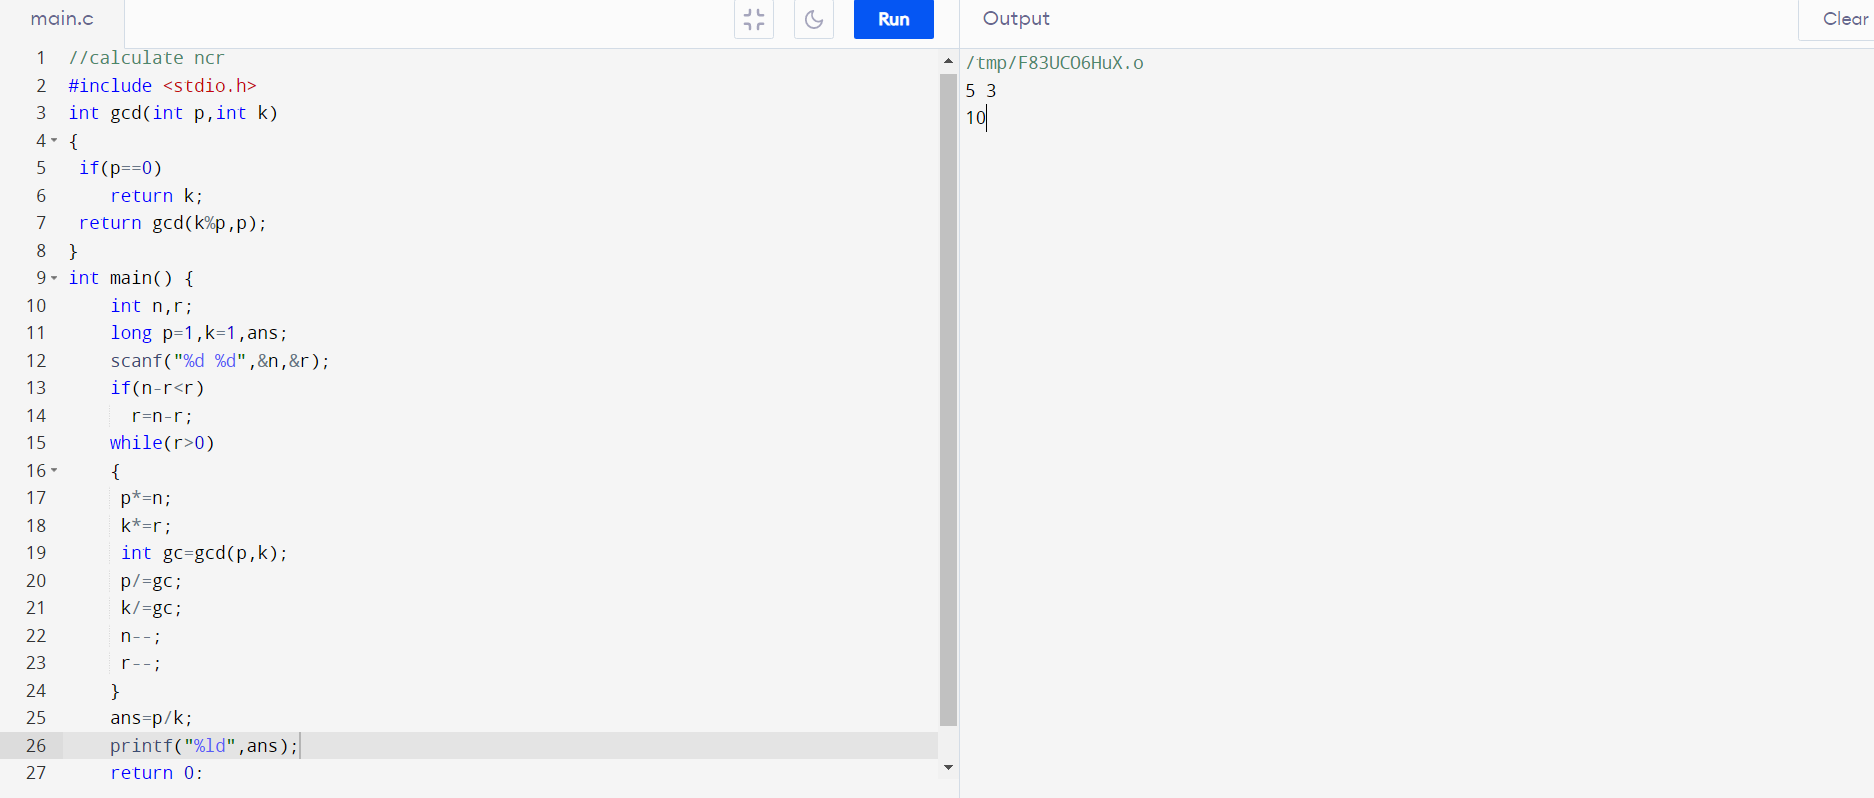 main.c
Run
Output
Clear
1 //calculate ncr
2 #include <stdio.h>
3 int gcd(int p,int k)
4 {
5 if(p==0)
6 return k;
7 return gcd(k%p,p);
8 }
9 int main() {
10 int n,r;
11 long p=1,k=1,ans;
12 scanf("%d %d",&n,&r);
13 if(n-r<r)
14 r=n-r;
15 while(r>0)
16 {
17 p*=n;
18 k*=r;
19 int gc=gcd(p,k);
20 p/=gc;
21 k/=gc;
22 n--;
23 r--;
24 }
25 ans=p/k;
26 printf("%ld",ans);
27 return 0:
/tmp/F83UCO6HuX.o
5 3
10